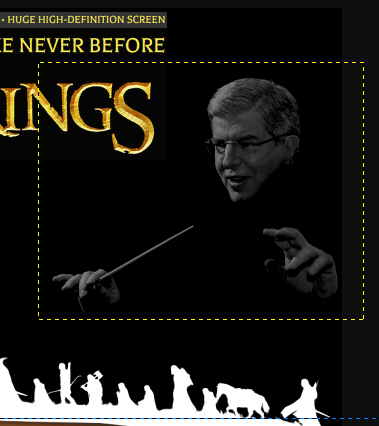 • HUGE HIGH-DEFINITION SCREEN
E NEVER BEFORE
INGS